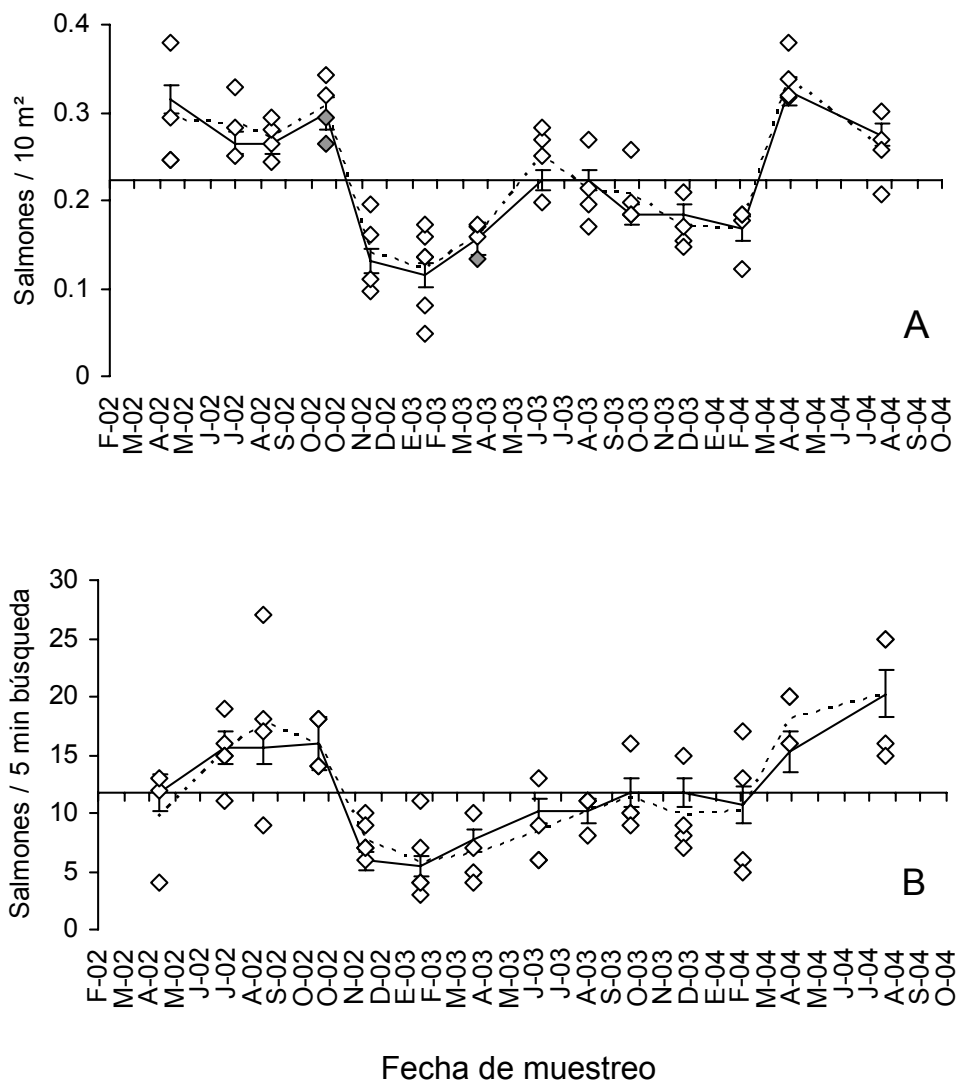 0.4
0.3
0.2
0.1
0
Salmones / 10 m²
A
F-02
M-02
A-02
M-02
J-02
J-02
A-02
S-02
O-02
O-02
N-02
D-02
E-03
F-03
M-03
A-03
M-03
J-03
J-03
A-03
S-03
O-03
N-03
D-03
E-04
F-04
M-04
A-04
M-04
J-04
J-04
A-04
S-04
O-04
30
25
20
15
10
5
0
Salmones / 5 min búsqueda
B
F-02
M-02
A-02
M-02
J-02
J-02
A-02
S-02
O-02
O-02
N-02
D-02
E-03
F-03
M-03
A-03
M-03
J-03
J-03
A-03
S-03
O-03
N-03
D-03
E-04
F-04
M-04
A-04
M-04
J-04
J-04
A-04
S-04
O-04
Fecha de muestreo